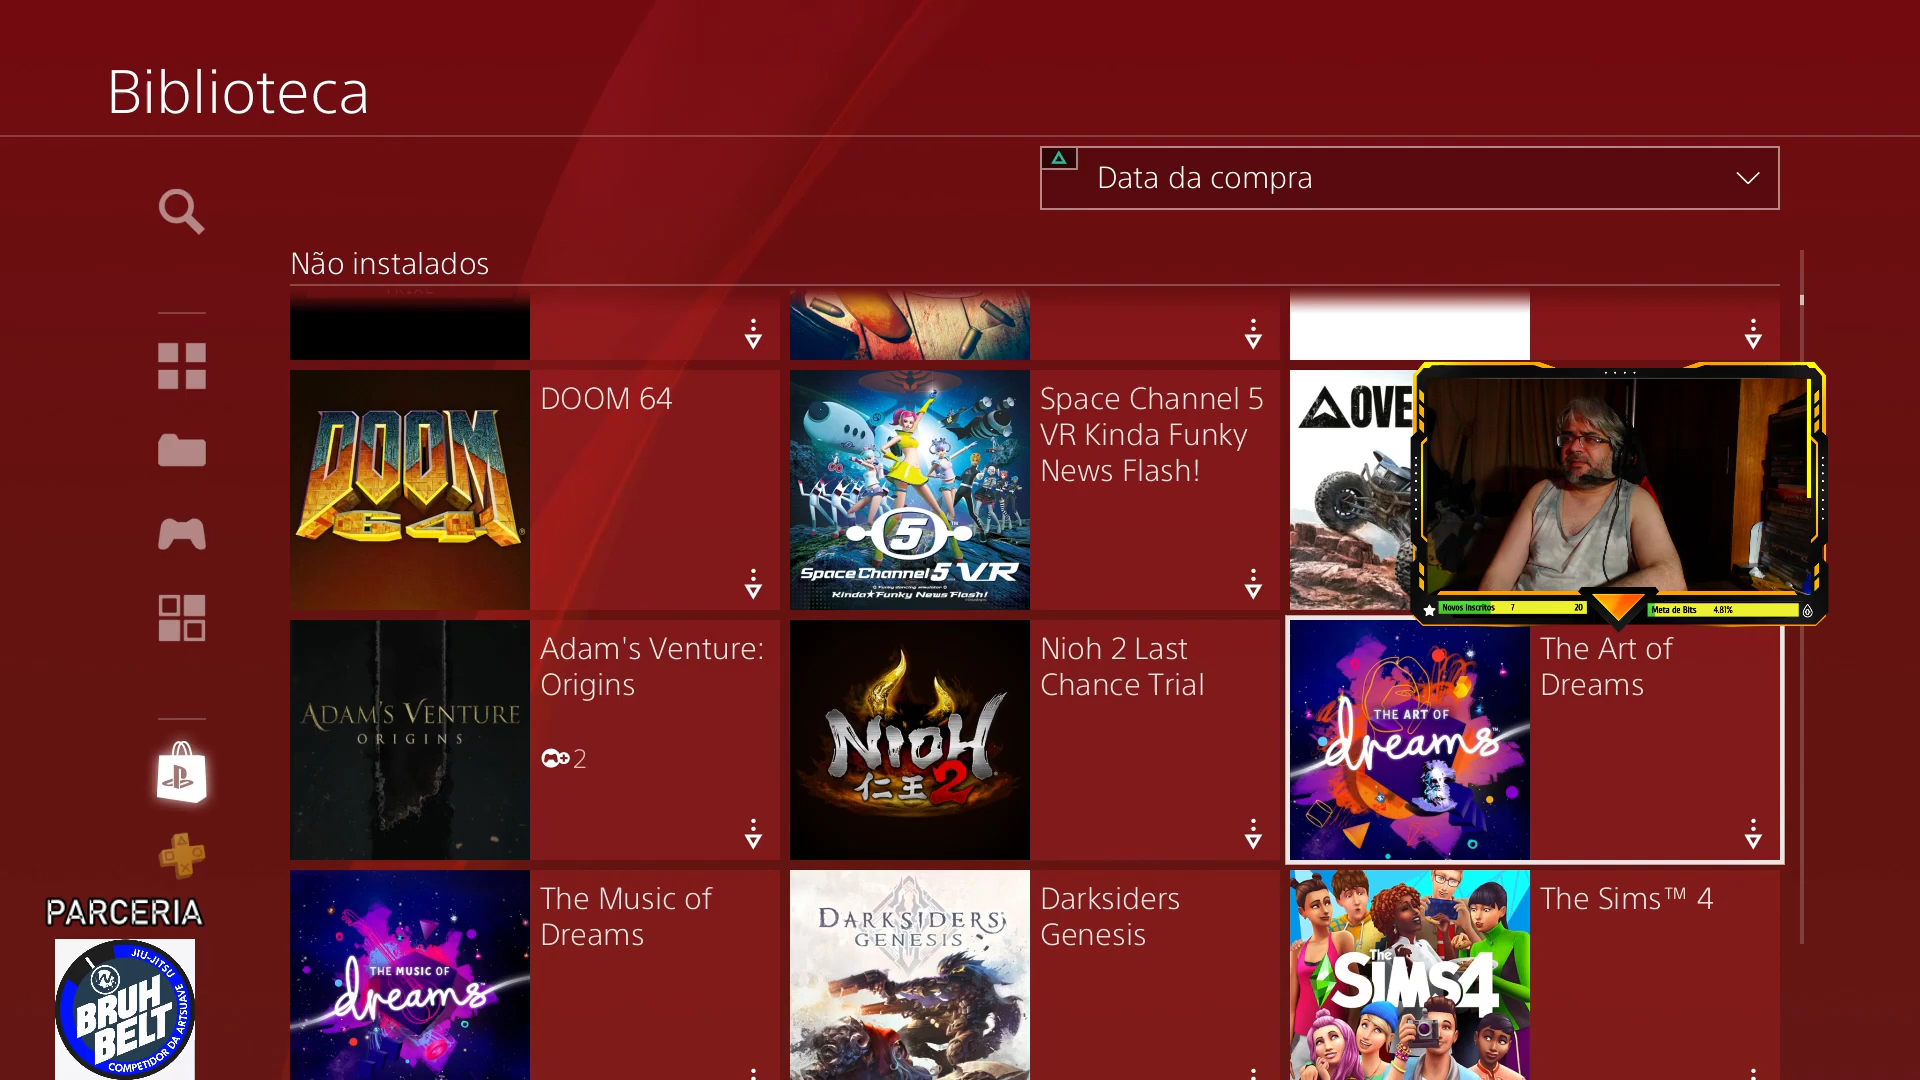 Biblioteca
Data da compra
Não instalados
DOOM 64
DOOM
64
Space Channel 5
VR Kinda Funky
News Flash!
5
Space Channel 5 VR
Kinda★Funky News Flash!
OVE
Novos Inscritos 7 20
Meta de Bits 4.81%
ADAM'S VENTURE
ORIGINS
Adam's Venture:
Origins
2
NIOH
仁王2
Nioh 2 Last
Chance Trial
THE ART OF
dreams™
The Art of
Dreams
PARCERIA
JIU-JITSU
BRUH
BELT
COMPETIDOR DA ARTSUAVE
THE MUSIC OF
dreams™
The Music of
Dreams
DARKSIDERS
GENESIS
Darksiders
Genesis
The
SIMS4
The Sims™ 4